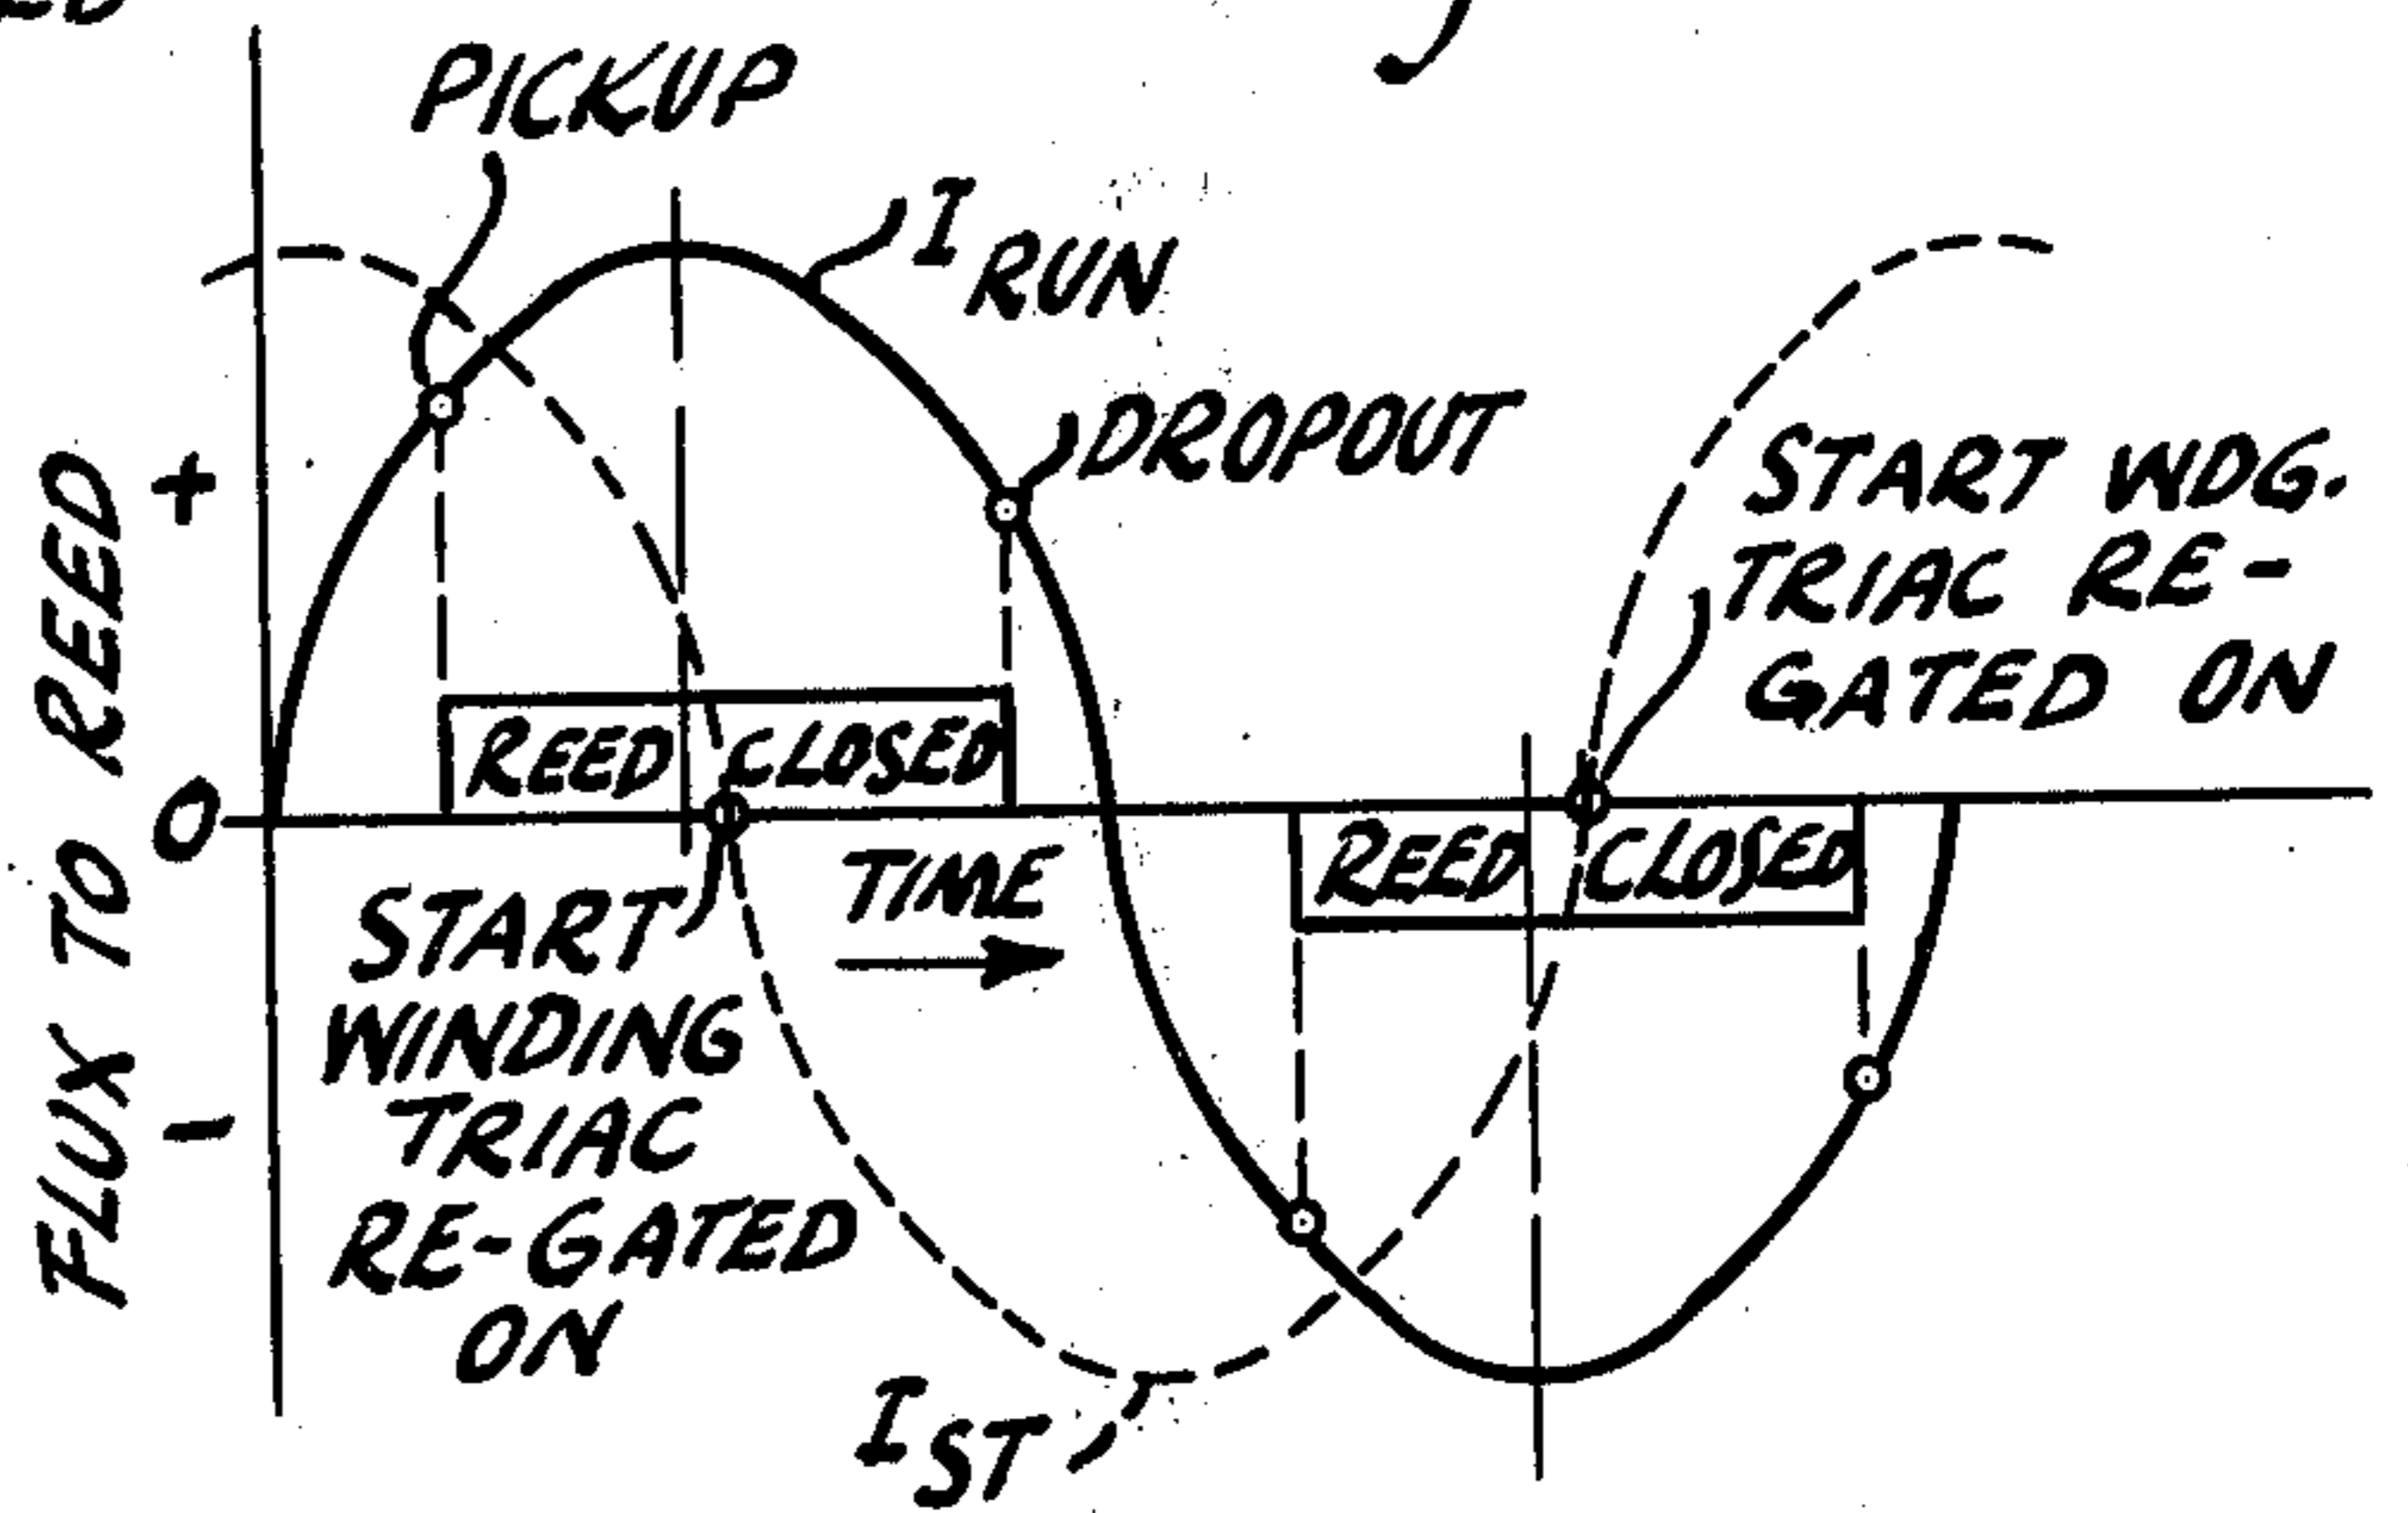 PICKUP
I RUN
DROPOUT
START WDG.
TRIAC RE-
GATED ON
FLUX TO REED
+
0
-
REED CLOSED
REED CLOSED
TIME
START
WINDING
TRIAC
RE-GATED
ON
I ST